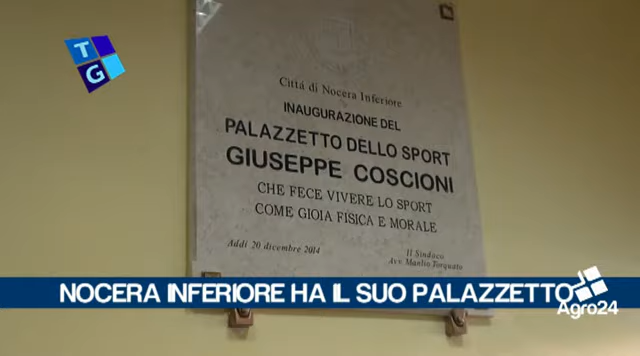 TG
Città di Nocera Inferiore
INAUGURAZIONE DEL
PALAZZETTO DELLO SPORT
GIUSEPPE COSCIONI
CHE FECE VIVERE LO SPORT
COME GIOIA FISICA E MORALE
Addì 20 dicembre 2014
Il Sindaco
Avv. Manlio Torquato
NOCERA INFERIORE HA IL SUO PALAZZETTO
Agro24